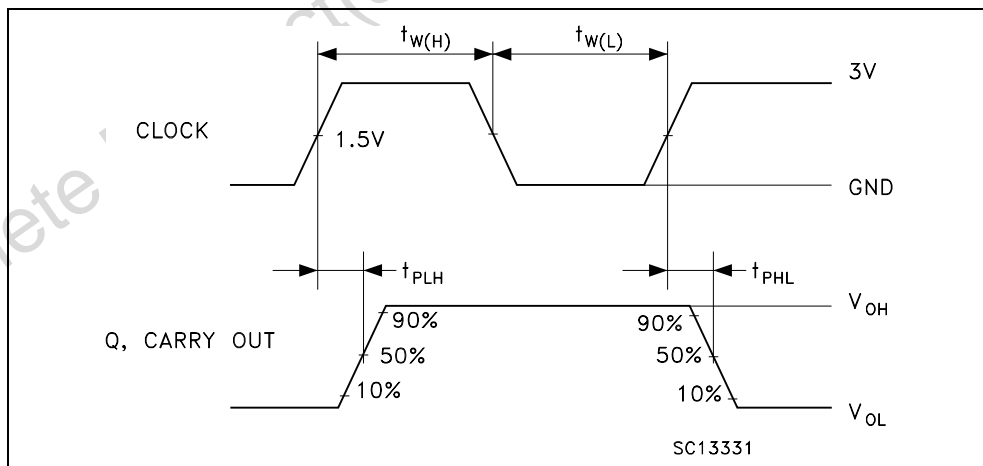 tW(H) tW(L)
3V
CLOCK
1.5V
GND
tPLH tPHL
VOH
90% 90%
Q, CARRY OUT
50% 50%
10% 10%
VOL
SC13331